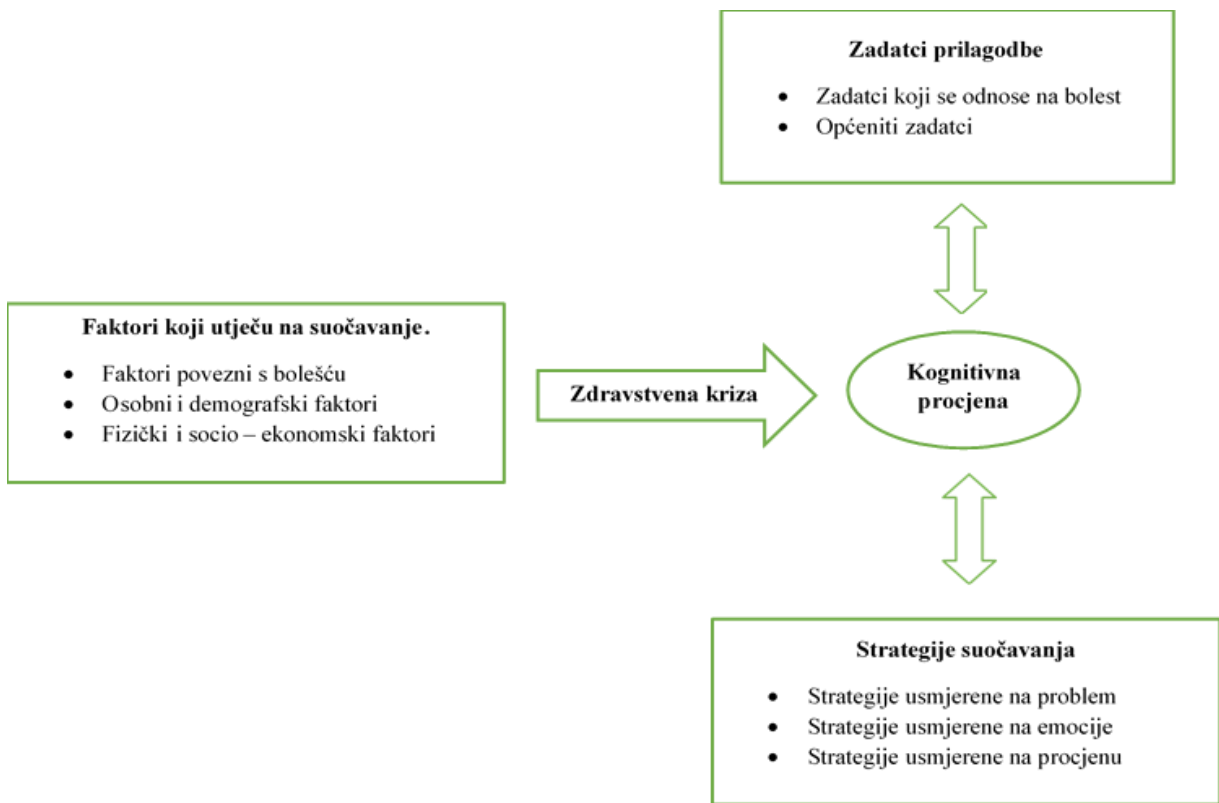 Zadatci prilagodbe
• Zadatci koji se odnose na bolest
• Općeniti zadatci
Faktori koji utječu na suočavanje.
• Faktori povezni s bolešću
• Osobni i demografski faktori
• Fizički i socio – ekonomski faktori
Zdravstvena kriza
Kognitivna
procjena
Strategije suočavanja
• Strategije usmjerene na problem
• Strategije usmjerene na emocije
• Strategije usmjerene na procjenu